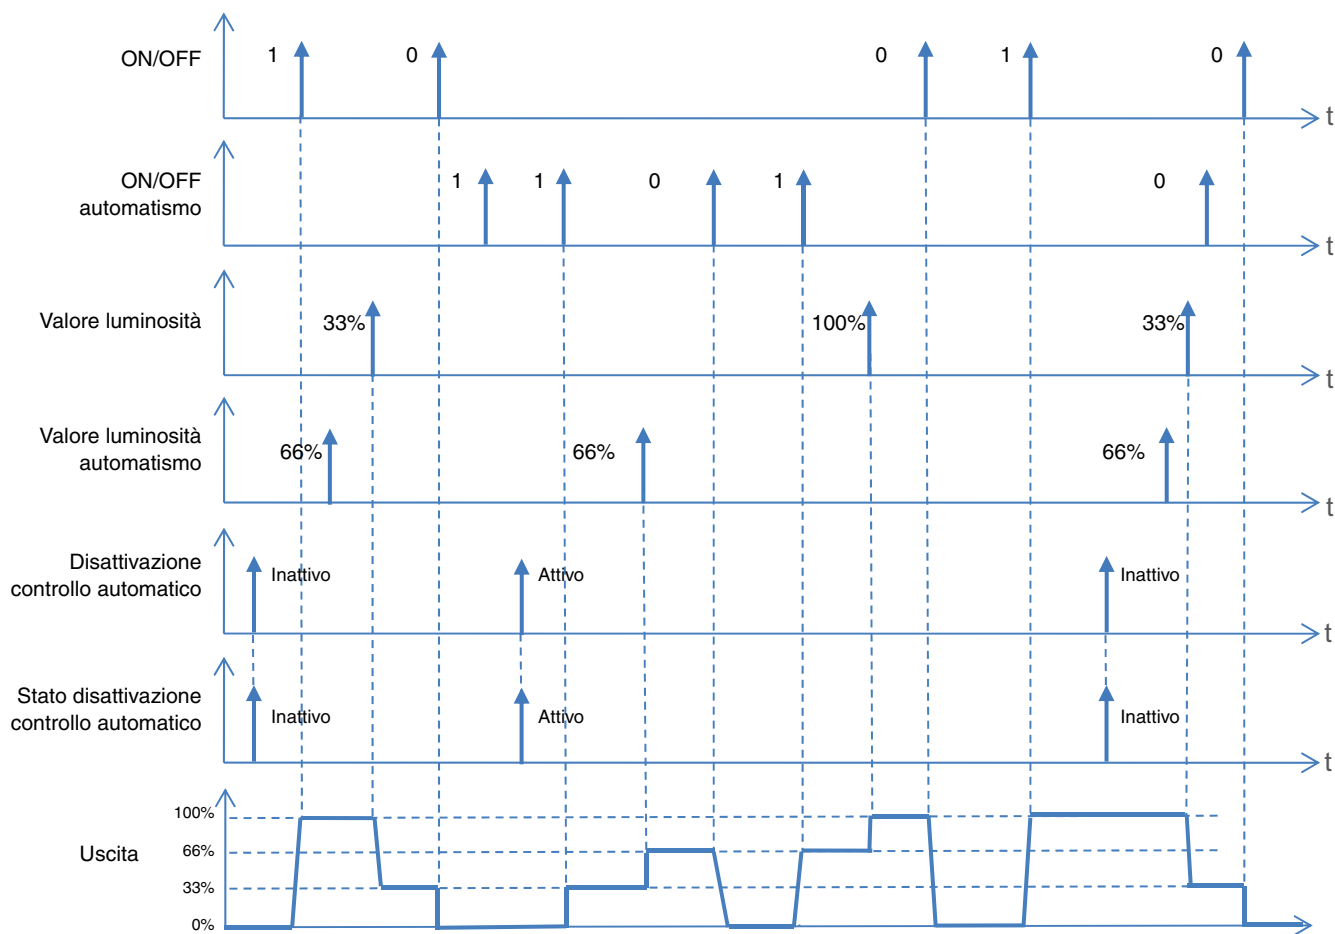 ON/OFF
1
0
0
1
0
t
ON/OFF
automatismo
1
1
0
1
0
t
Valore luminosità
33%
100%
33%
t
Valore luminosità
automatismo
66%
66%
66%
t
Disattivazione
controllo automatico
Inattivo
Attivo
Inattivo
t
Stato disattivazione
controllo automatico
Inattivo
Attivo
Inattivo
t
Uscita
100%
66%
33%
0%